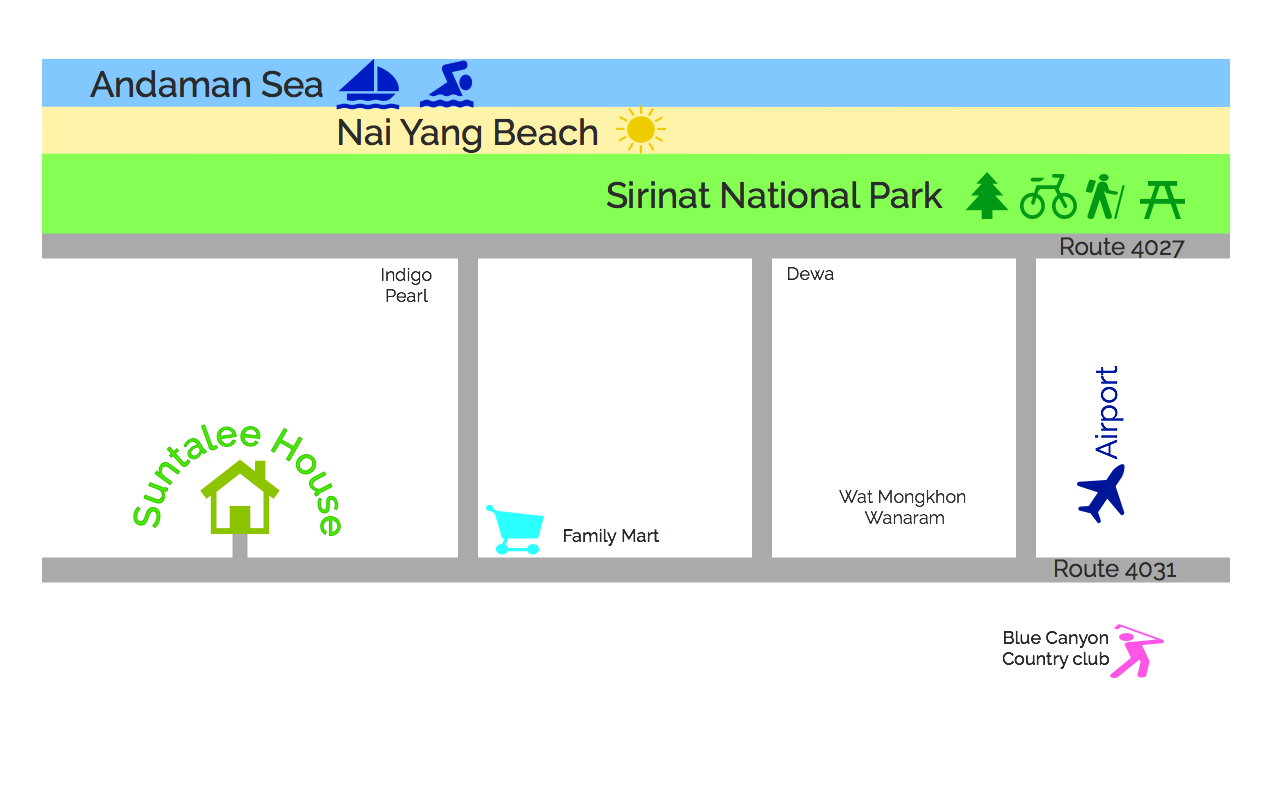 Andaman Sea
Nai Yang Beach
Sirinat National Park
Route 4027
Indigo
Pearl
Dewa
Airport
Suntalee House
Wat Mongkhon
Wanaram
Family Mart
Route 4031
Blue Canyon
Country club